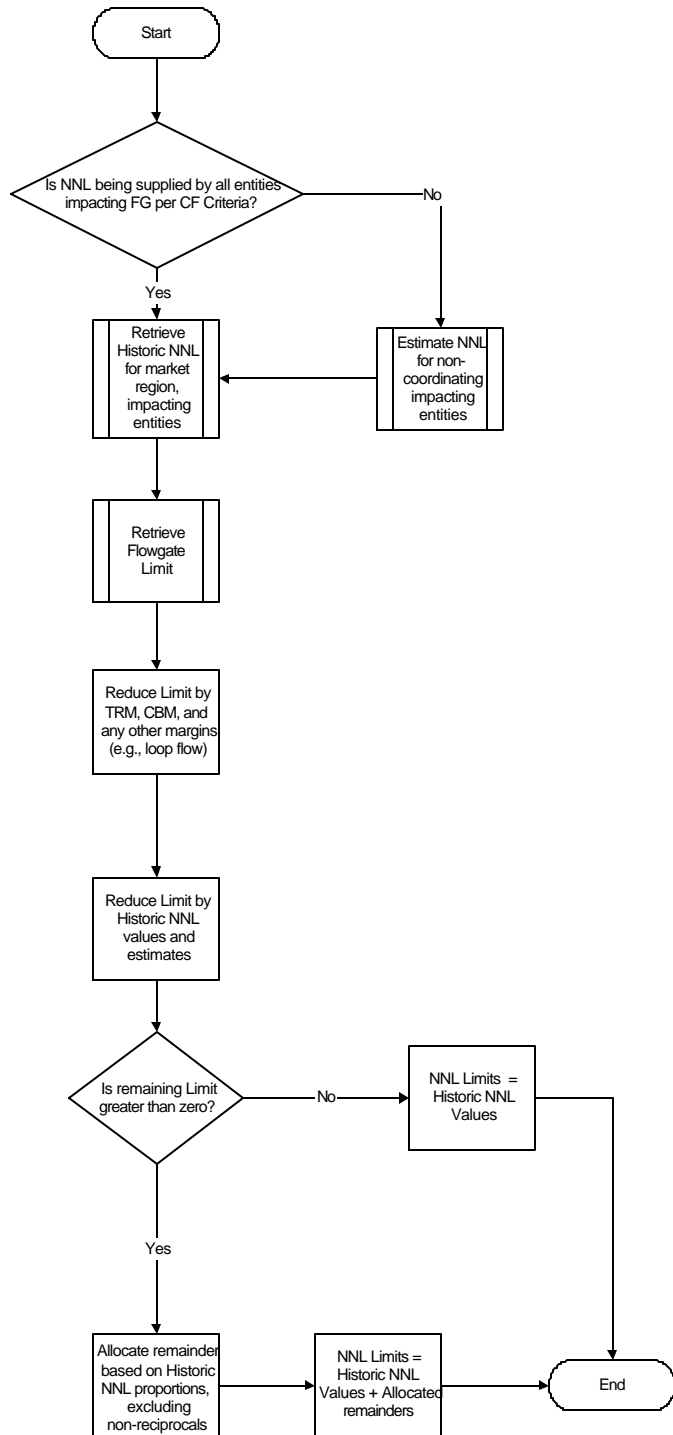 Start
Is NNL being supplied by all entities
impacting FG per CF Criteria?
No
Yes
Retrieve
Historic NNL
for market
region,
impacting
entities
Estimate NNL
for non-
coordinating
impacting
entities
Retrieve
Flowgate
Limit
Reduce Limit by
TRM, CBM, and
any other margins
(e.g., loop flow)
Reduce Limit by
Historic NNL
values and
estimates
Is remaining Limit
greater than zero?
No
NNL Limits =
Historic NNL
Values
Yes
Allocate remainder
based on Historic
NNL proportions,
excluding
non-reciprocals
NNL Limits =
Historic NNL
Values + Allocated
remainders
End